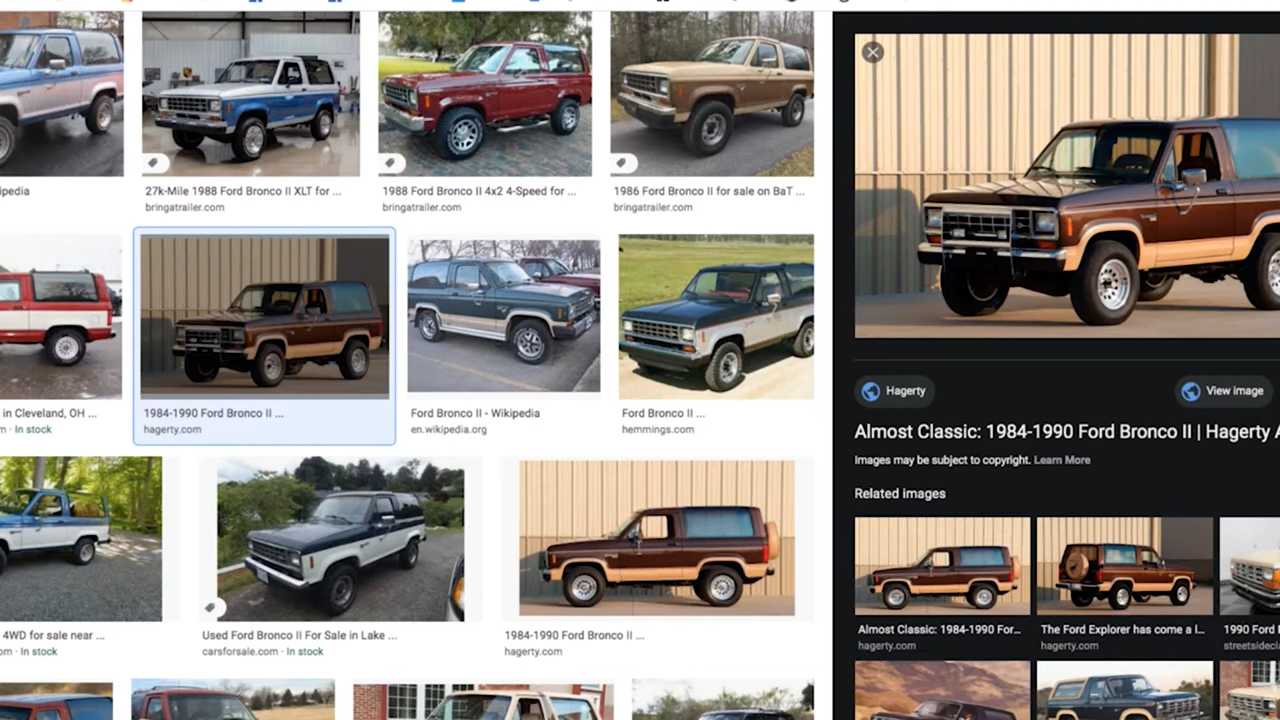 ipedia
27k-Mile 1988 Ford Bronco II XLT for ...
bringatrailer.com
1988 Ford Bronco II 4x2 4-Speed for ...
bringatrailer.com
1986 Ford Bronco II for sale on BaT ...
bringatrailer.com
in Cleveland, OH ...
m · In stock
1984-1990 Ford Bronco II ...
hagerty.com
Ford Bronco II - Wikipedia
en.wikipedia.org
Ford Bronco II ...
hemmings.com
4WD for sale near ...
om · In stock
Used Ford Bronco II For Sale in Lake ...
carsforsale.com · In stock
1984-1990 Ford Bronco II ...
hagerty.com
Hagerty
View image
Almost Classic: 1984-1990 Ford Bronco II | Hagerty A
Images may be subject to copyright. Learn More
Related images
Almost Classic: 1984-1990 For...
hagerty.com
The Ford Explorer has come a l...
hagerty.com
1990 Ford
streetsidecl